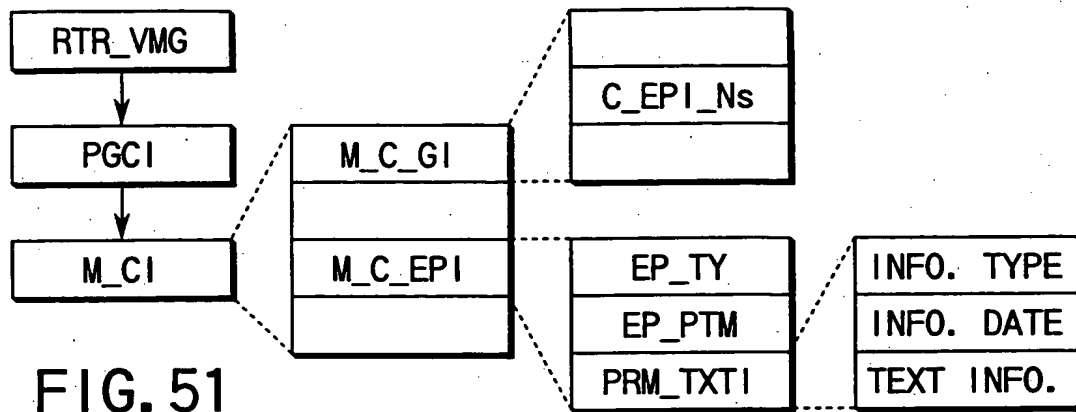 RTR_VMG
PGCI
M_CI
M_C_GI
M_C_EPI
C_EPI_Ns
EP_TY
EP_PTM
PRM_TXTI
INFO. TYPE
INFO. DATE
TEXT INFO.
FIG. 51